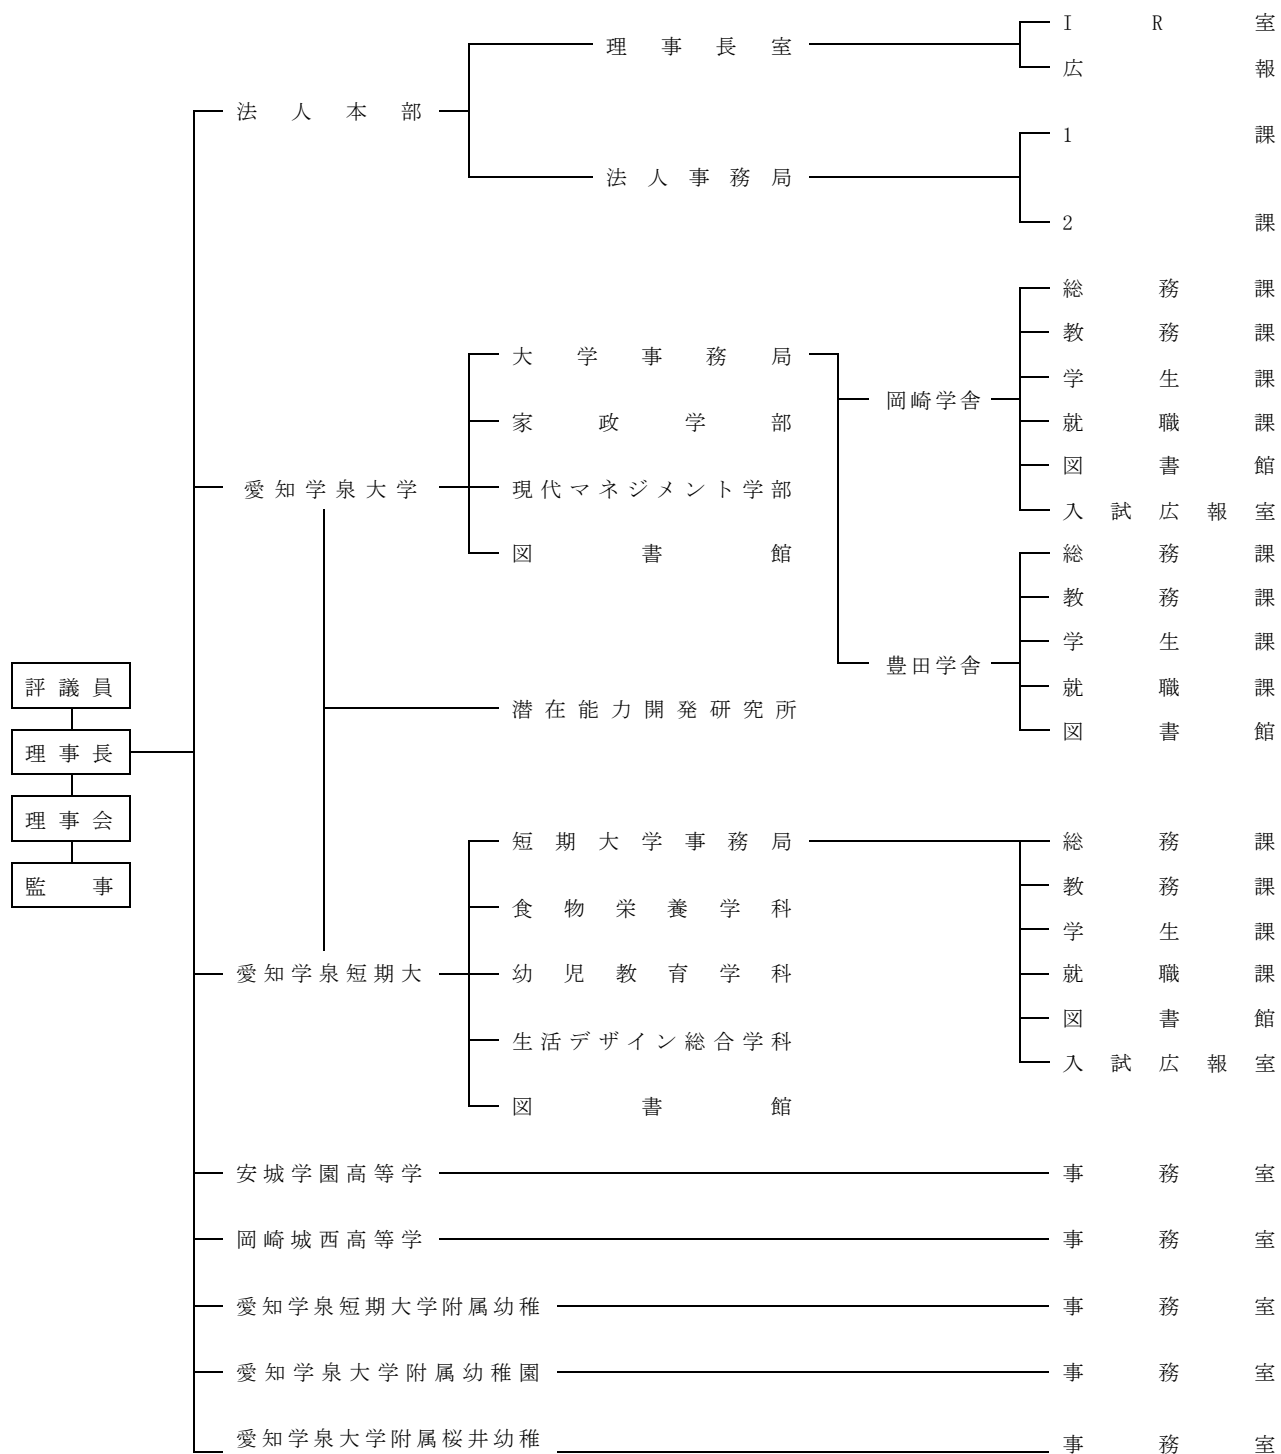 I R 室
理事長室
広報
法人本部
1課
法人事務局
2課
総務課
教務課
大学事務局
学生課
岡崎学舎
家政学部
就職課
図書館
愛知学泉大学
現代マネジメント学部
入試広報室
図書館
総務課
教務課
学生課
豊田学舎
評議員
就職課
潜在能力開発研究所
図書館
理事長
理事会
短期大学事務局
総務課
監事
教務課
食物栄養学科
学生課
愛知学泉短期大
幼児教育学科
就職課
図書館
生活デザイン総合学科
入試広報室
図書館
安城学園高等学
事務室
岡崎城西高等学
事務室
愛知学泉短期大学附属幼稚
事務室
愛知学泉大学附属幼稚園
事務室
愛知学泉大学附属桜井幼稚
事務室